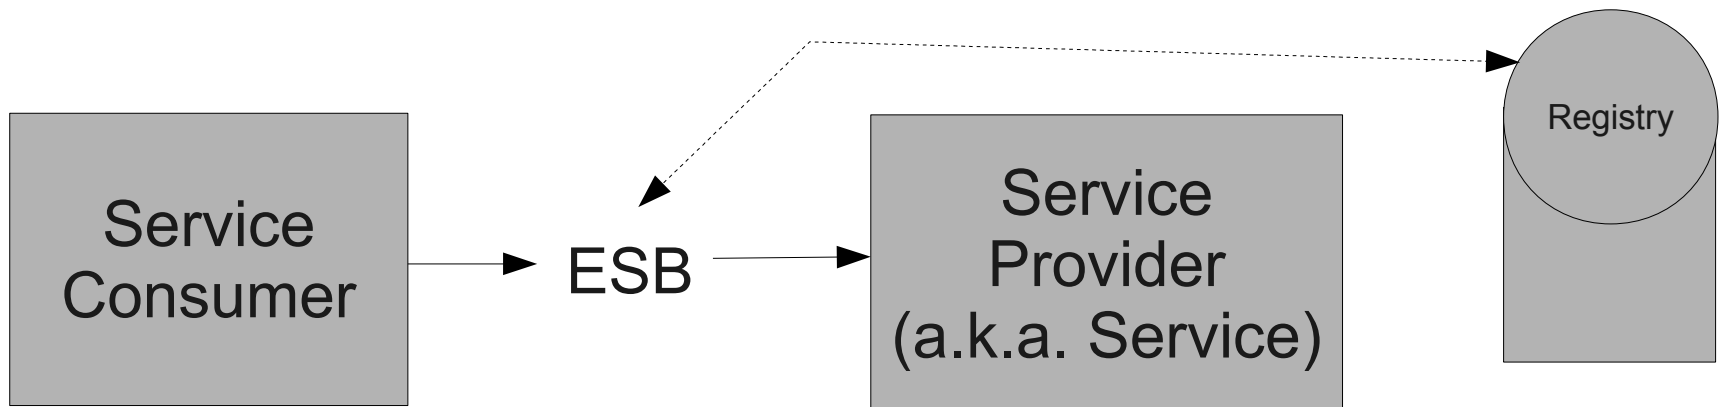 Service
Consumer
ESB
Service
Provider
(a.k.a. Service)
Registry